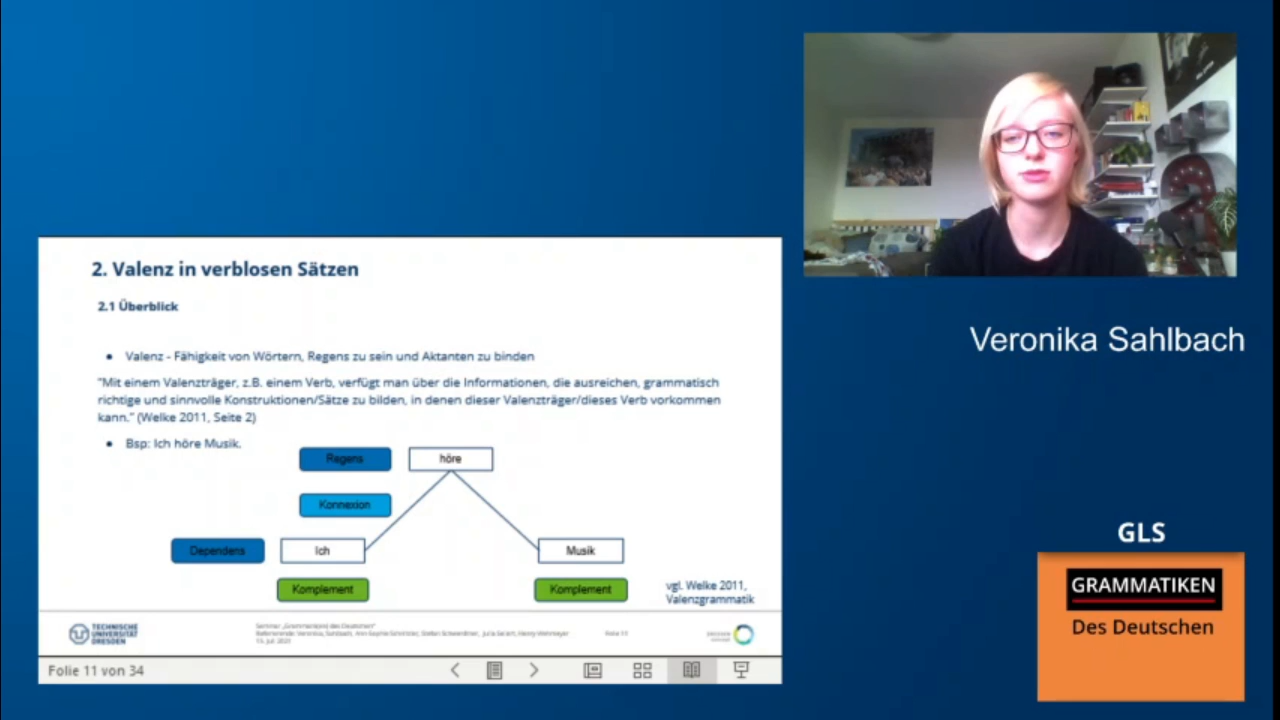 2. Valenz in verblosen Sätzen
2.1 Überblick
• Valenz - Fähigkeit von Wörtern, Regens zu sein und Aktanten zu binden
"Mit einem Valenzträger, z.B. einem Verb, verfügt man über die Informationen, die ausreichen, grammatisch
richtige und sinnvolle Konstruktionen/Sätze zu bilden, in denen dieser Valenzträger/dieses Verb vorkommen
kann." (Welke 2011, Seite 2)
• Bsp: Ich höre Musik.
Regens
höre
Konnexion
Dependens
Ich
Musik
Komplement
Komplement
vgl. Welke 2011,
Valenzgrammatik
TECHNISCHE
UNIVERSITÄT
DRESDEN
Folie 11
Folie 11 von 34
Veronika Sahlbach
GLS
GRAMMATIKEN
Des Deutschen